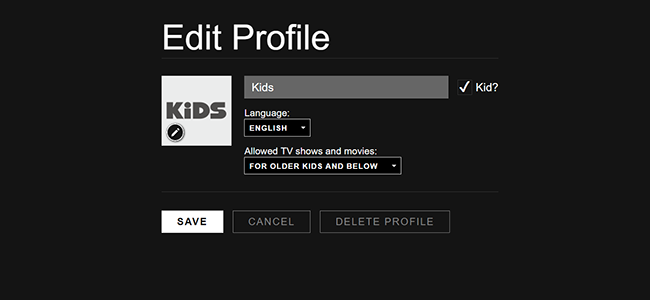 Edit Profile
KiDS
Kids
Kid?
Language:
ENGLISH
Allowed TV shows and movies:
FOR OLDER KIDS AND BELOW
SAVE
CANCEL
DELETE PROFILE